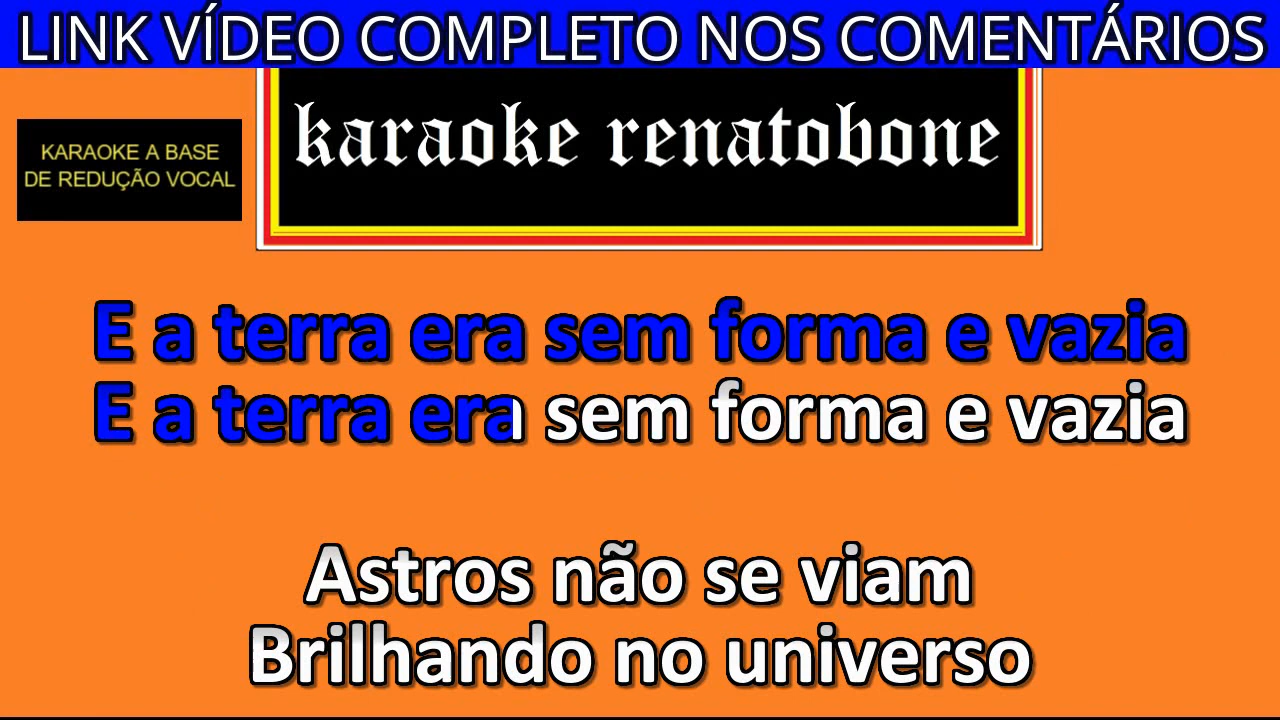 LINK VÍDEO COMPLETO NOS COMENTÁRIOS
karaoke renatobone
KARAOKE A BASE
DE REDUÇÃO VOCAL
E a terra era sem forma e vazia
E a terra era sem forma e vazia
Astros não se viam
Brilhando no universo